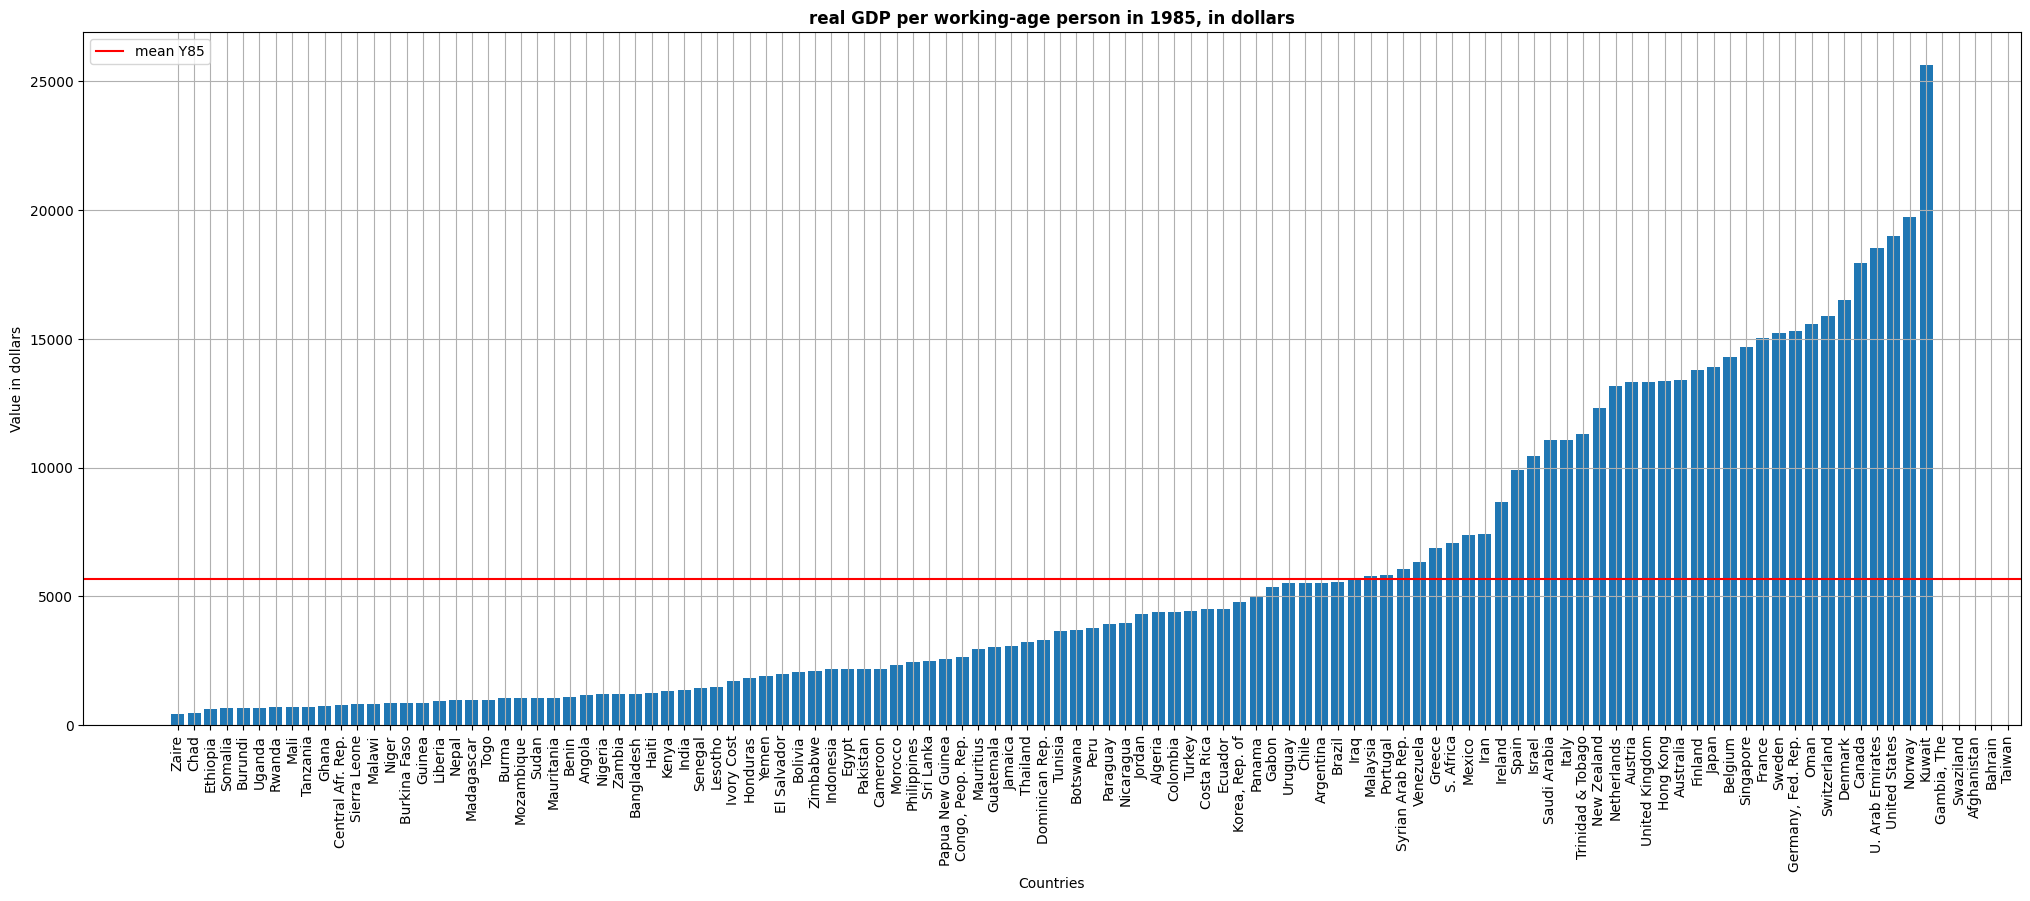 real GDP per working-age person in 1985, in dollars
mean Y85
Value in dollars
25000
20000
15000
10000
5000
0
Zaire
Chad
Ethiopia
Somalia
Burundi
Uganda
Rwanda
Mali
Tanzania
Ghana
Central Afr. Rep.
Sierra Leone
Malawi
Niger
Burkina Faso
Guinea
Liberia
Nepal
Madagascar
Togo
Burma
Mozambique
Sudan
Mauritania
Benin
Angola
Nigeria
Zambia
Bangladesh
Haiti
Kenya
India
Senegal
Lesotho
Ivory Cost
Honduras
Yemen
El Salvador
Bolivia
Zimbabwe
Indonesia
Egypt
Pakistan
Cameroon
Morocco
Philippines
Sri Lanka
Papua New Guinea
Congo, Peop. Rep.
Mauritius
Guatemala
Jamaica
Thailand
Dominican Rep.
Tunisia
Botswana
Peru
Paraguay
Nicaragua
Jordan
Algeria
Colombia
Turkey
Costa Rica
Ecuador
Korea, Rep. of
Panama
Gabon
Uruguay
Chile
Argentina
Brazil
Iraq
Malaysia
Portugal
Syrian Arab Rep.
Venezuela
Greece
S. Africa
Mexico
Iran
Ireland
Spain
Israel
Saudi Arabia
Italy
Trinidad & Tobago
New Zealand
Netherlands
Austria
United Kingdom
Hong Kong
Australia
Finland
Japan
Belgium
Singapore
France
Sweden
Germany, Fed. Rep.
Oman
Switzerland
Denmark
Canada
U. Arab Emirates
United States
Norway
Kuwait
Gambia, The
Swaziland
Afghanistan
Bahrain
Taiwan
Countries